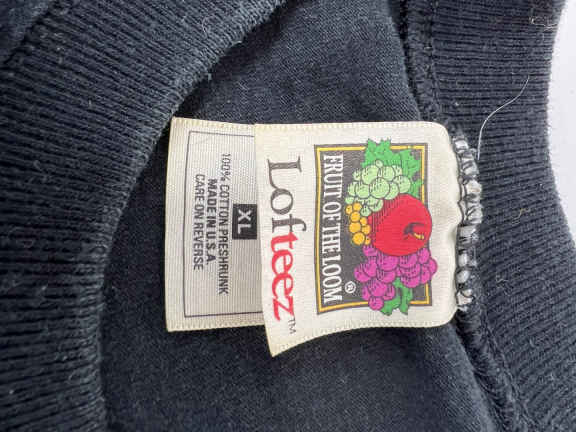 FRUIT OF THE LOOM®
Lofteez™
XL
100% COTTON PRESHRUNK
MADE IN U.S.A.
CARE ON REVERSE